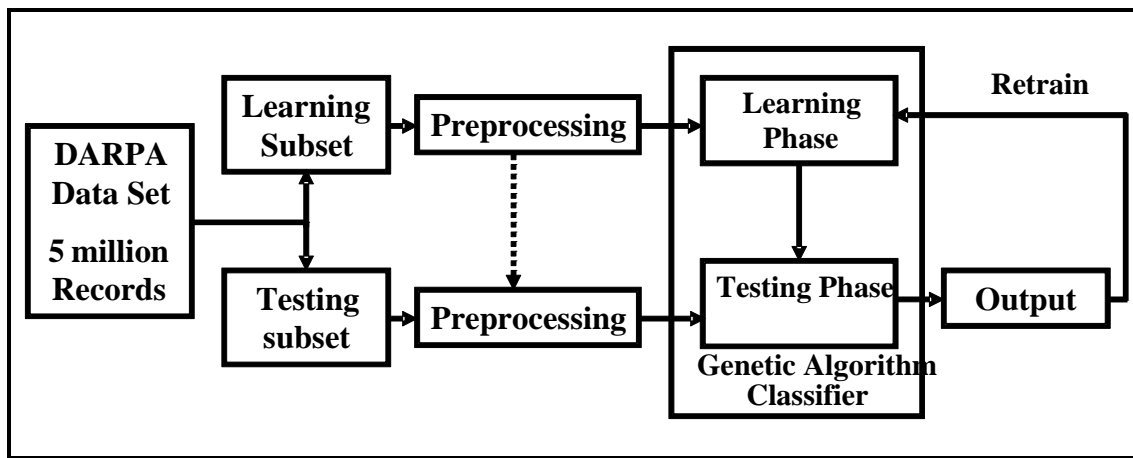 DARPA
Data Set
5 million
Records
Learning
Subset
Testing
subset
Preprocessing
Preprocessing
Learning
Phase
Testing Phase
Genetic Algorithm
Classifier
Retrain
Output